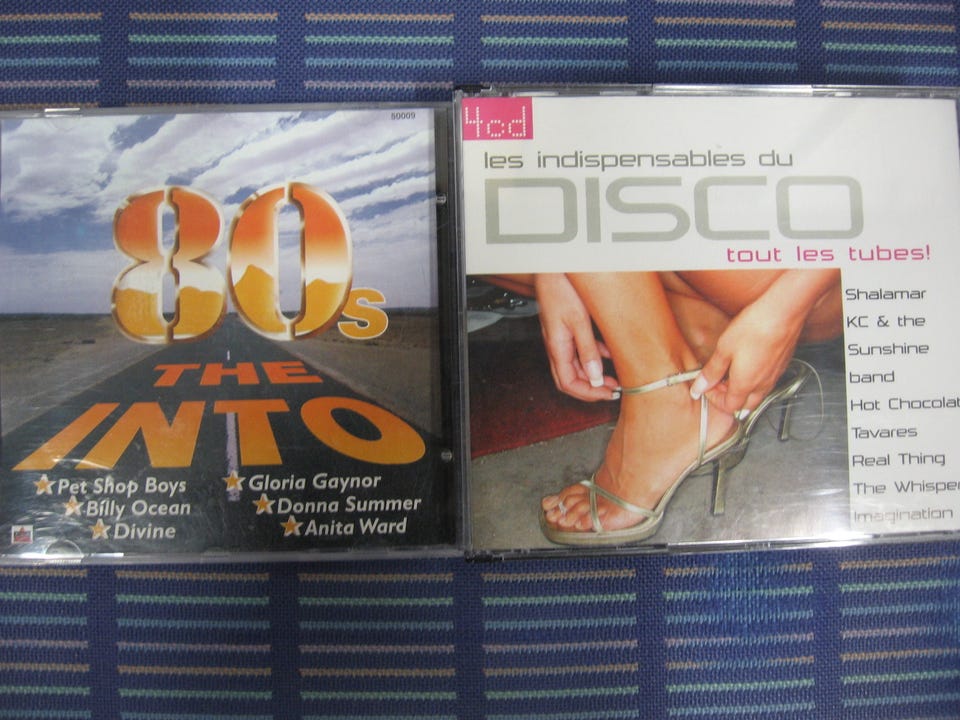 50009
80s
THE
INTO
Pet Shop Boys
Gloria Gaynor
Billy Ocean
Donna Summer
Divine
Anita Ward
4cd
les indispensables du
DISCO
tout les tubes!
Shalamar
KC & the
Sunshine
band
Hot Chocolat
Tavares
Real Thing
The Whisper
Imagination